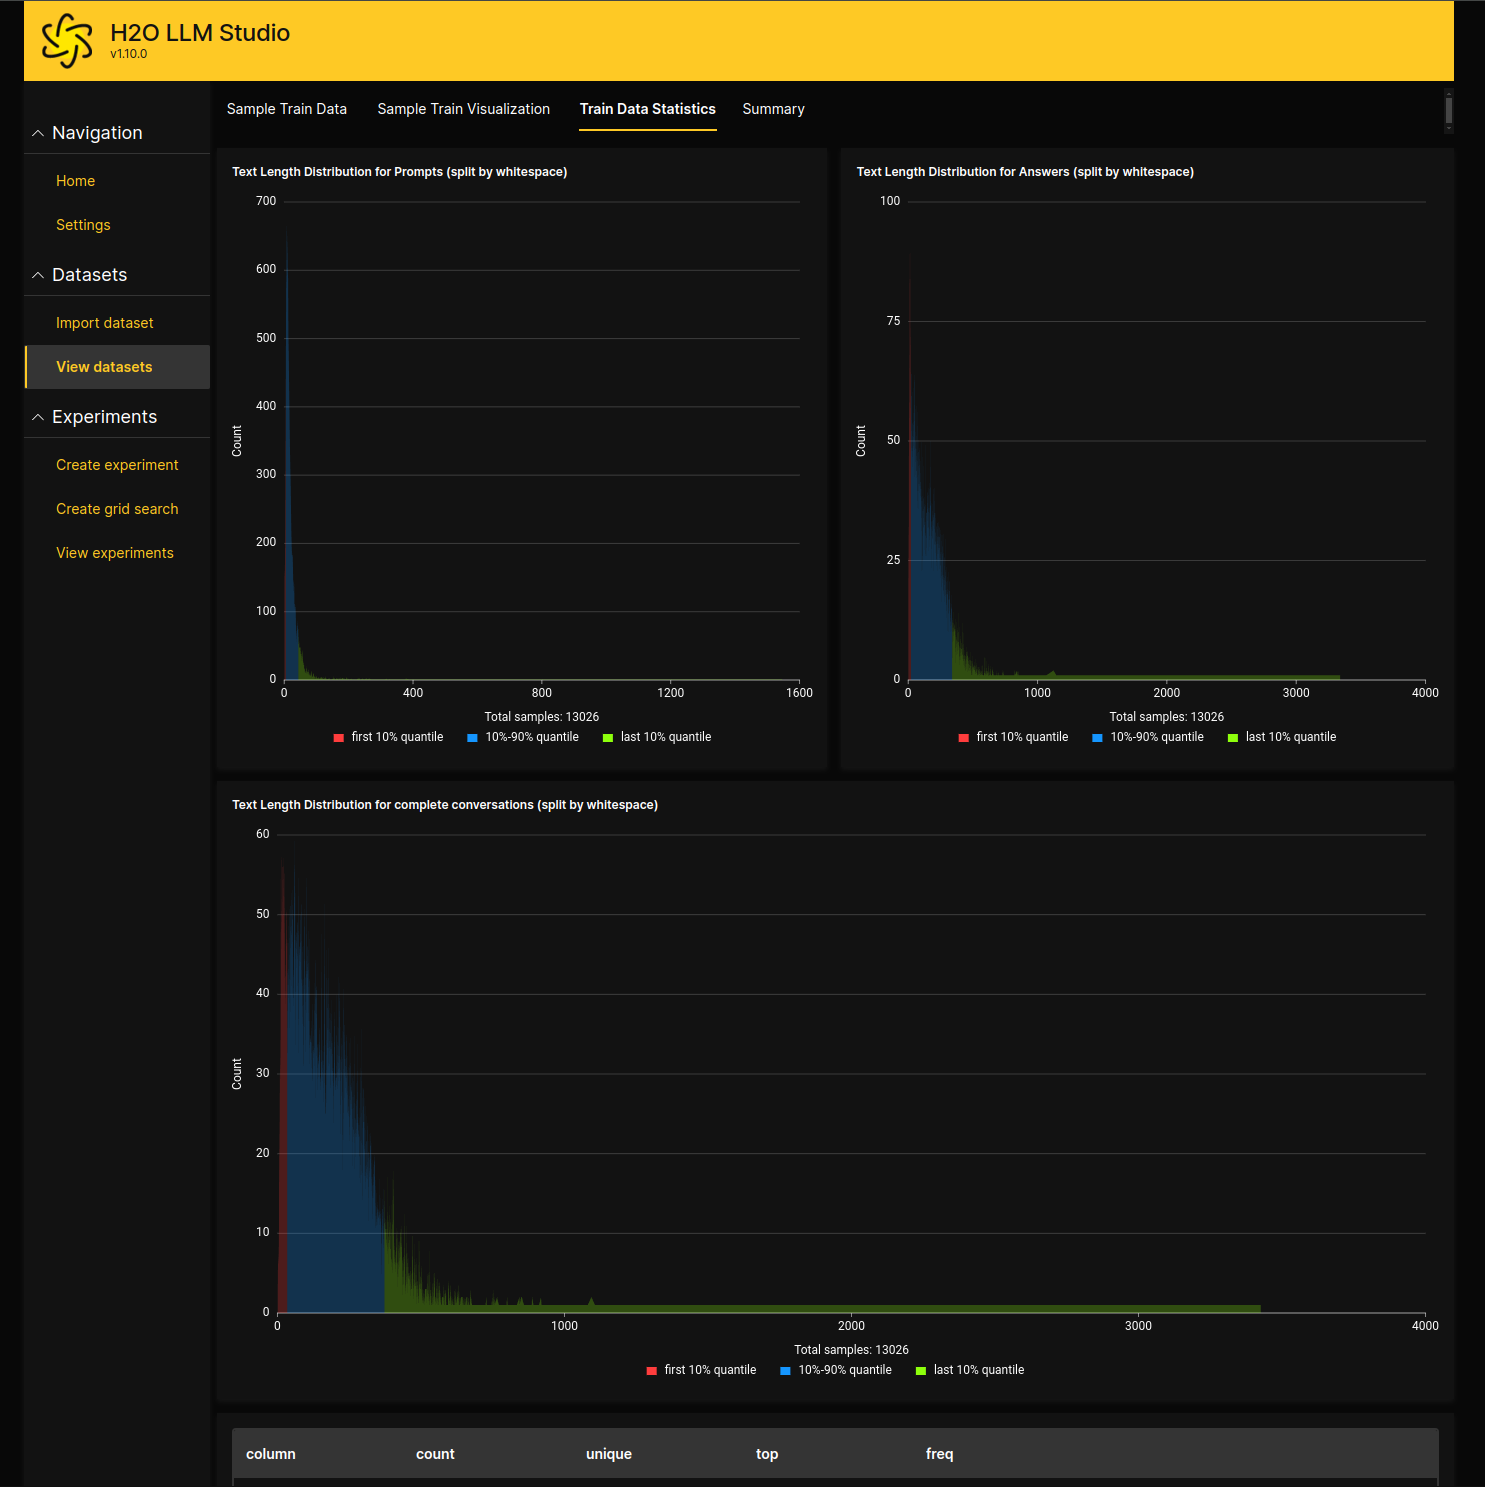 H2O LLM Studio
v1.10.0
Navigation
Home
Settings
Datasets
Import dataset
View datasets
Experiments
Create experiment
Create grid search
View experiments
Sample Train Data Sample Train Visualization Train Data Statistics Summary
Text Length Distribution for Prompts (split by whitespace)
700
600
500
400
300
200
100
0
Count
0 400 800 1200 1600
Total samples: 13026
first 10% quantile 10%-90% quantile last 10% quantile
Text Length Distribution for Answers (split by whitespace)
100
75
50
25
0
Count
0 1000 2000 3000 4000
Total samples: 13026
first 10% quantile 10%-90% quantile last 10% quantile
Text Length Distribution for complete conversations (split by whitespace)
60
50
40
30
20
10
0
Count
0 1000 2000 3000 4000
Total samples: 13026
first 10% quantile 10%-90% quantile last 10% quantile
column count unique top freq